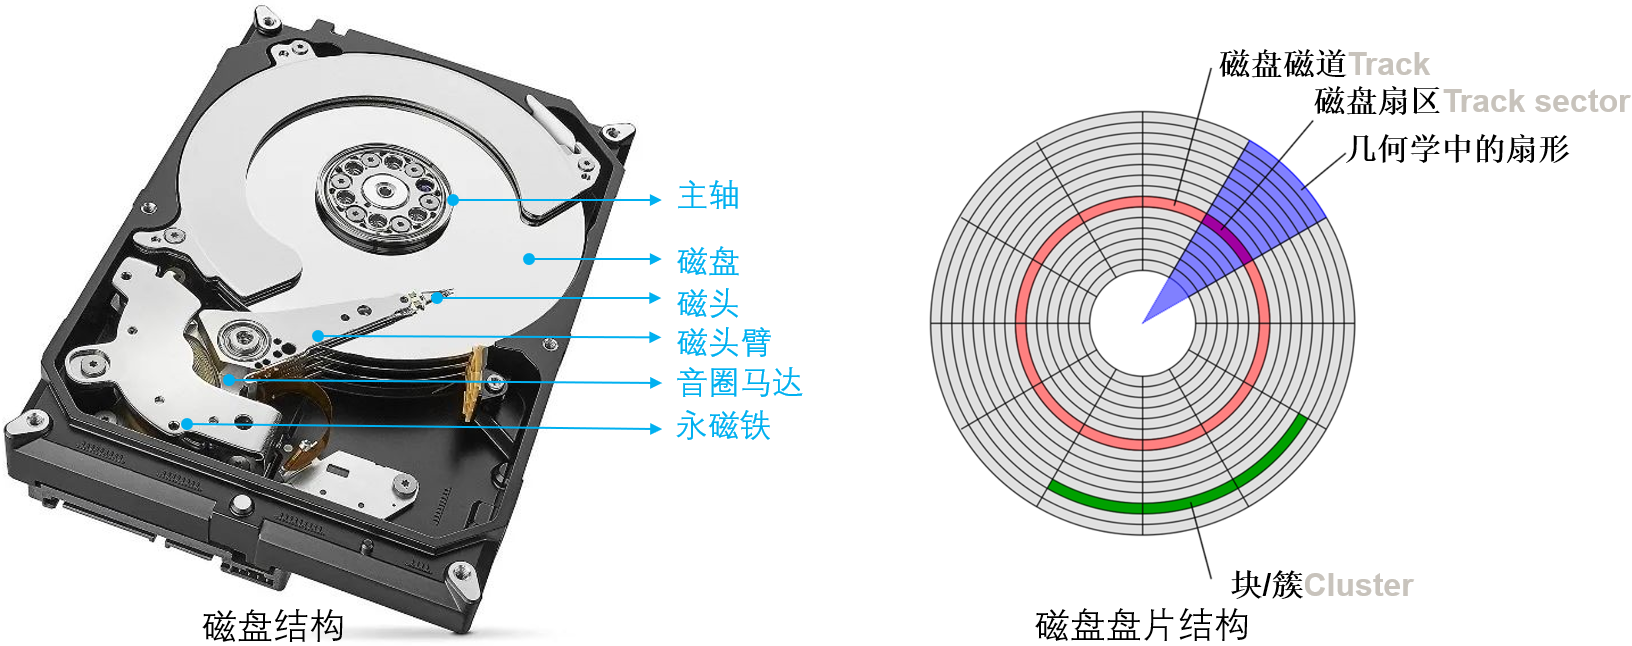 主轴
磁盘
磁头
磁头臂
音圈马达
永磁铁
磁盘结构
磁盘磁道Track
磁盘扇区Track sector
几何学中的扇形
块/簇Cluster
磁盘盘片结构